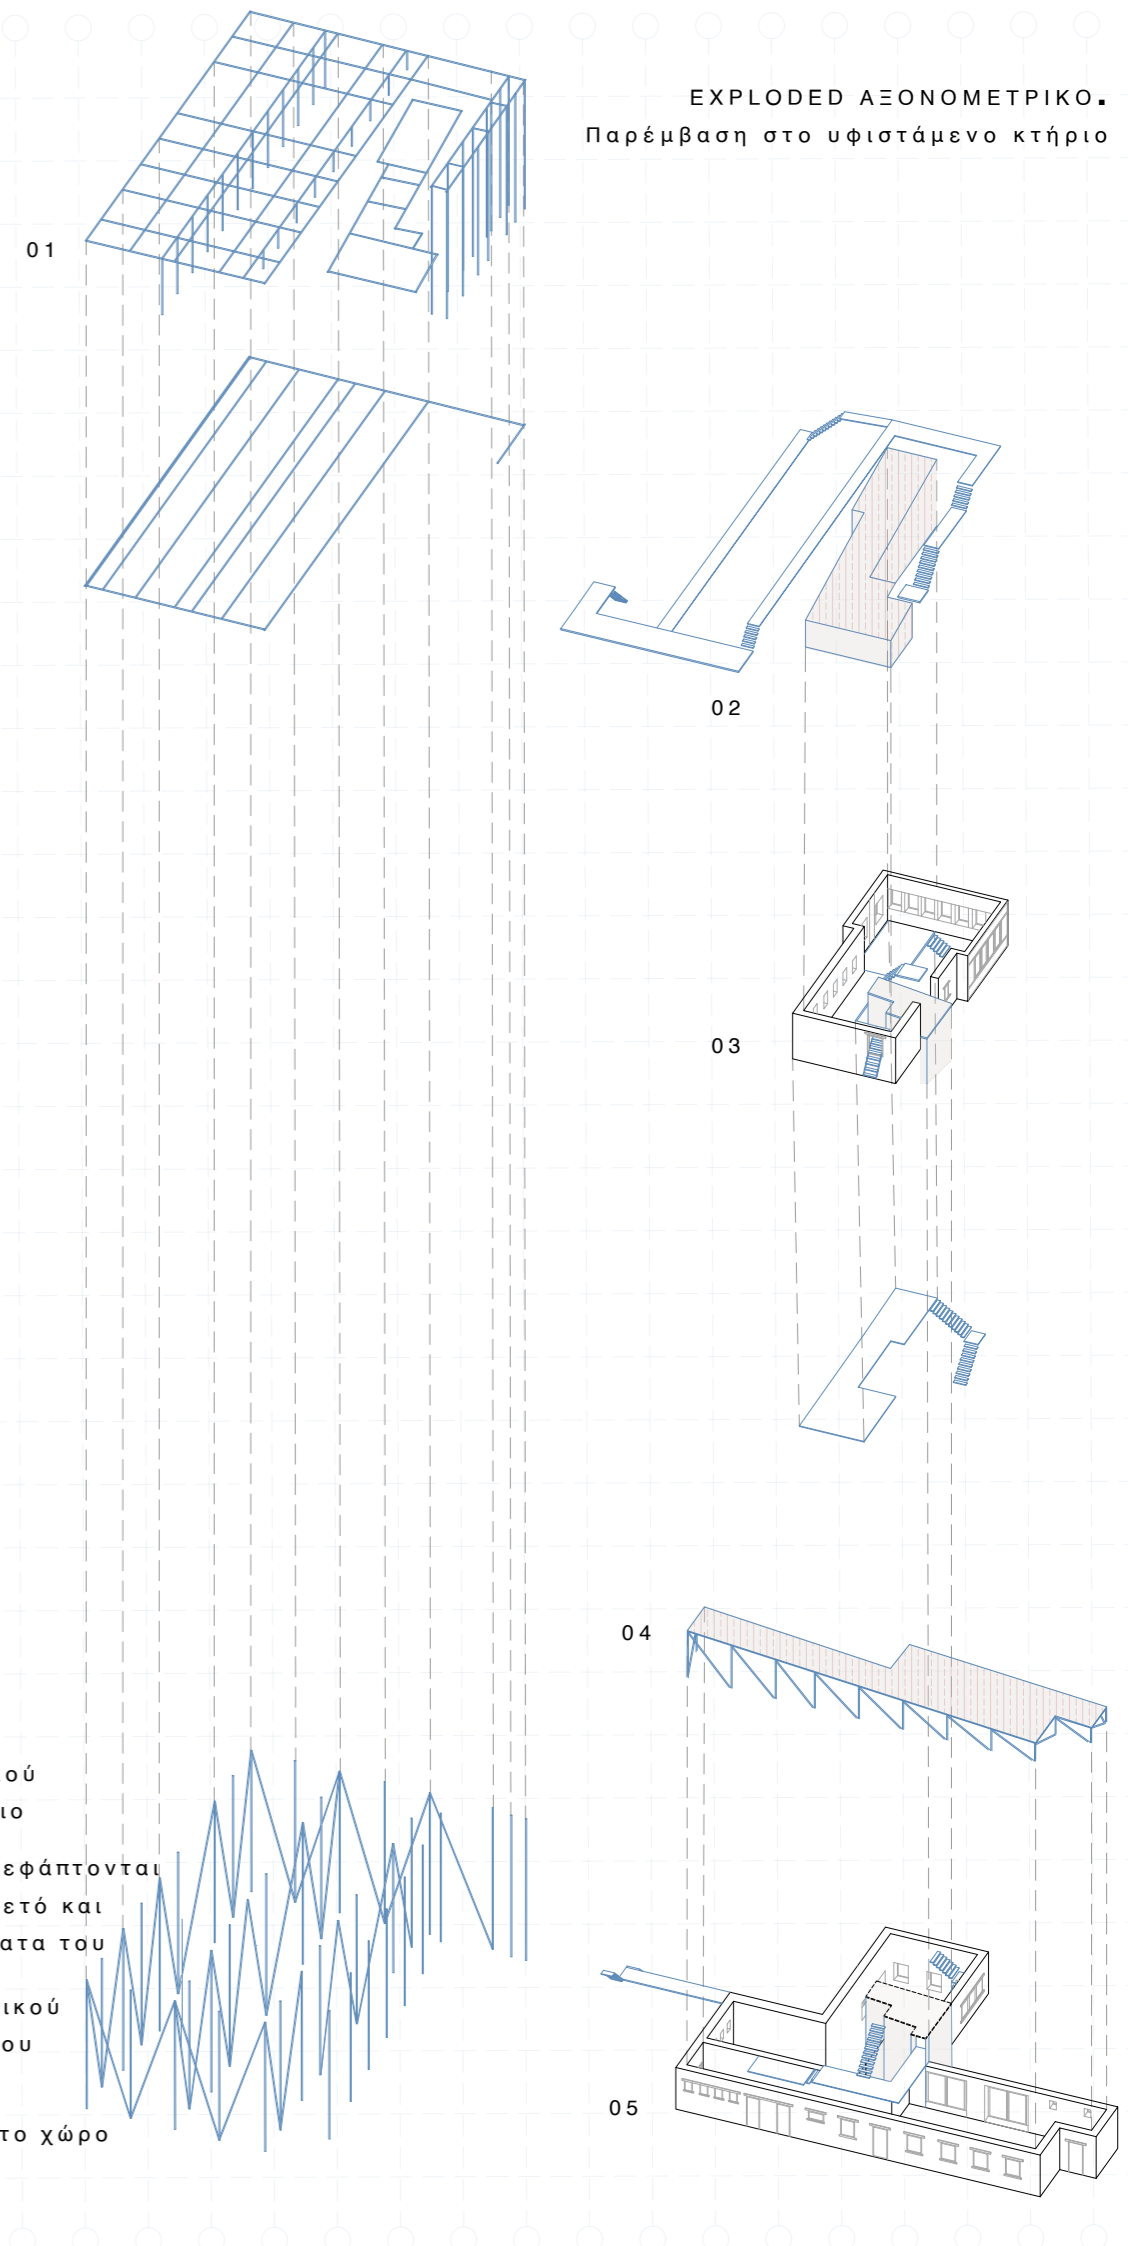 EXPLODED ΑΞΟΝΟΜΕΤΡΙΚΟ.
Παρέμβαση στο υφιστάμενο κτήριο
01
02
03
04
05
ού
ιο
εφάπτονται
ετό και
ατα του
ικού
ου
το χώρο